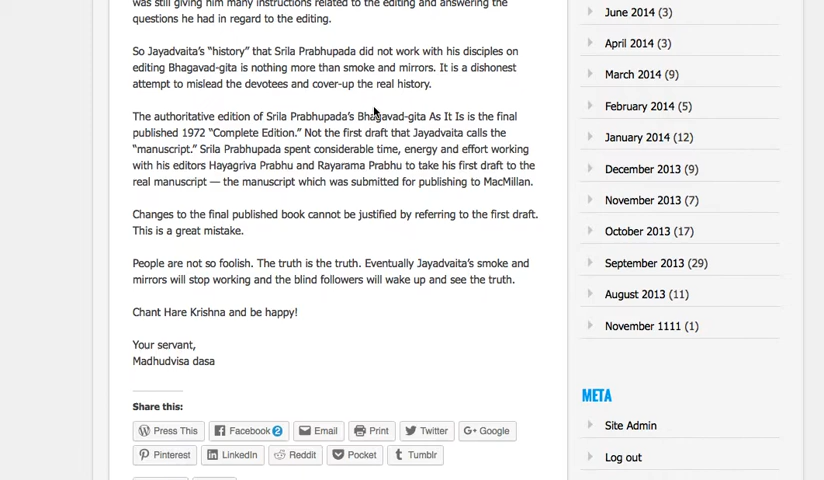 was still giving him many instructions related to the editing and answering the
questions he had in regard to the editing.
So Jayadvaita's “history” that Srila Prabhupada did not work with his disciples on
editing Bhagavad-gita is nothing more than smoke and mirrors. It is a dishonest
attempt to mislead the devotees and cover-up the real history.
The authoritative edition of Srila Prabhupada's Bhagavad-gita As It Is is the final
published 1972 “Complete Edition.” Not the first draft that Jayadvaita calls the
“manuscript.” Srila Prabhupada spent considerable time, energy and effort working
with his editors Hayagriva Prabhu and Rayarama Prabhu to take his first draft to the
real manuscript — the manuscript which was submitted for publishing to MacMillan.
Changes to the final published book cannot be justified by referring to the first draft.
This is a great mistake.
People are not so foolish. The truth is the truth. Eventually Jayadvaita's smoke and
mirrors will stop working and the blind followers will wake up and see the truth.
Chant Hare Krishna and be happy!
Your servant,
Madhudvisa dasa
Share this:
Press This
Facebook 2
Email
Print
Twitter
G+ Google
Pinterest
LinkedIn
Reddit
Pocket
Tumblr
June 2014 (3)
April 2014 (3)
March 2014 (9)
February 2014 (5)
January 2014 (12)
December 2013 (9)
November 2013 (7)
October 2013 (17)
September 2013 (29)
August 2013 (11)
November 1111 (1)
META
Site Admin
Log out